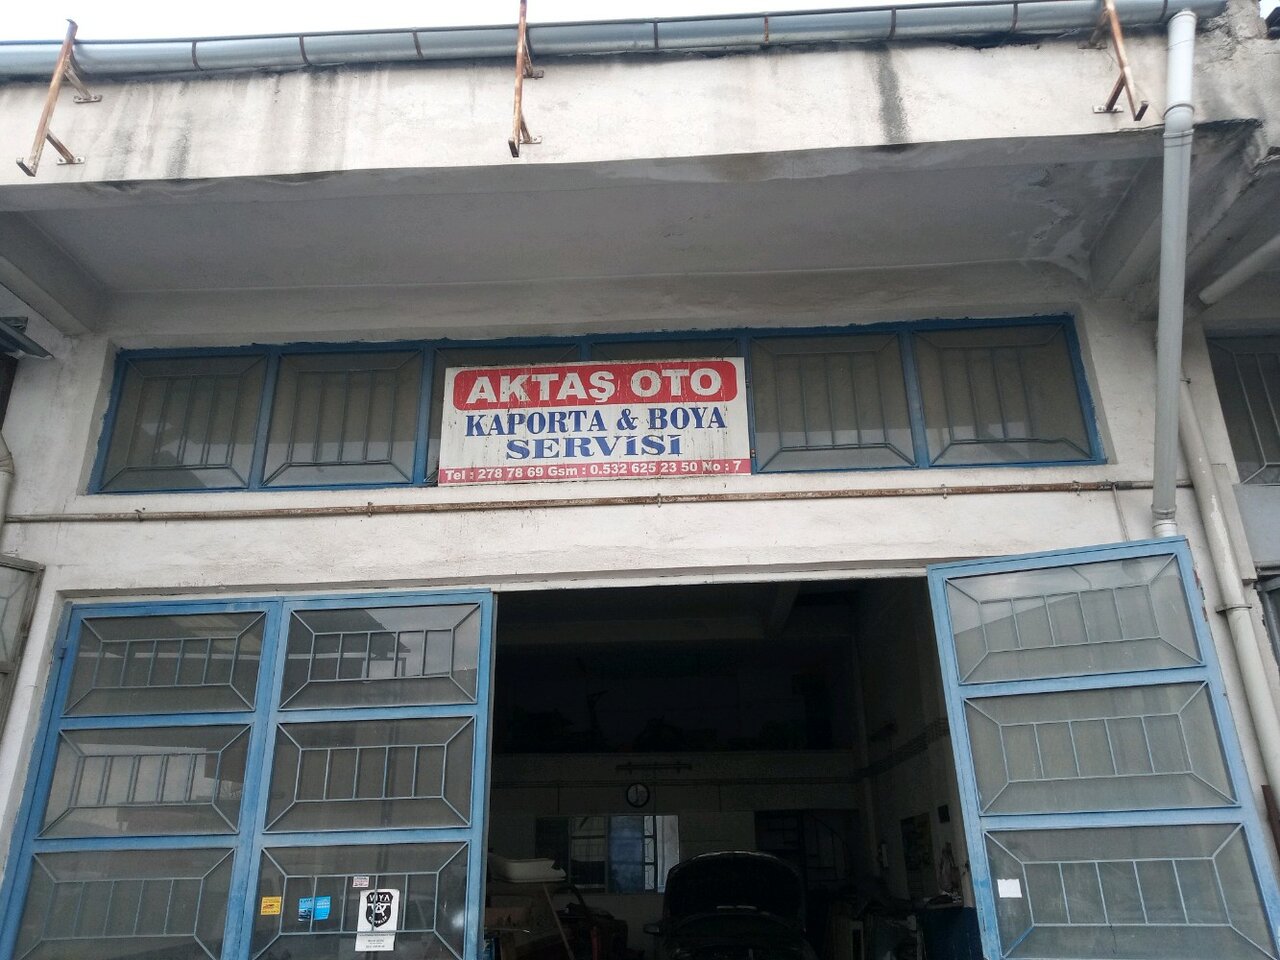 AKTAŞ OTO
KAPORTA & BOYA
SERVİSİ
Tel : 278 78 69 Gsm : 0.532 625 23 50 No : 7